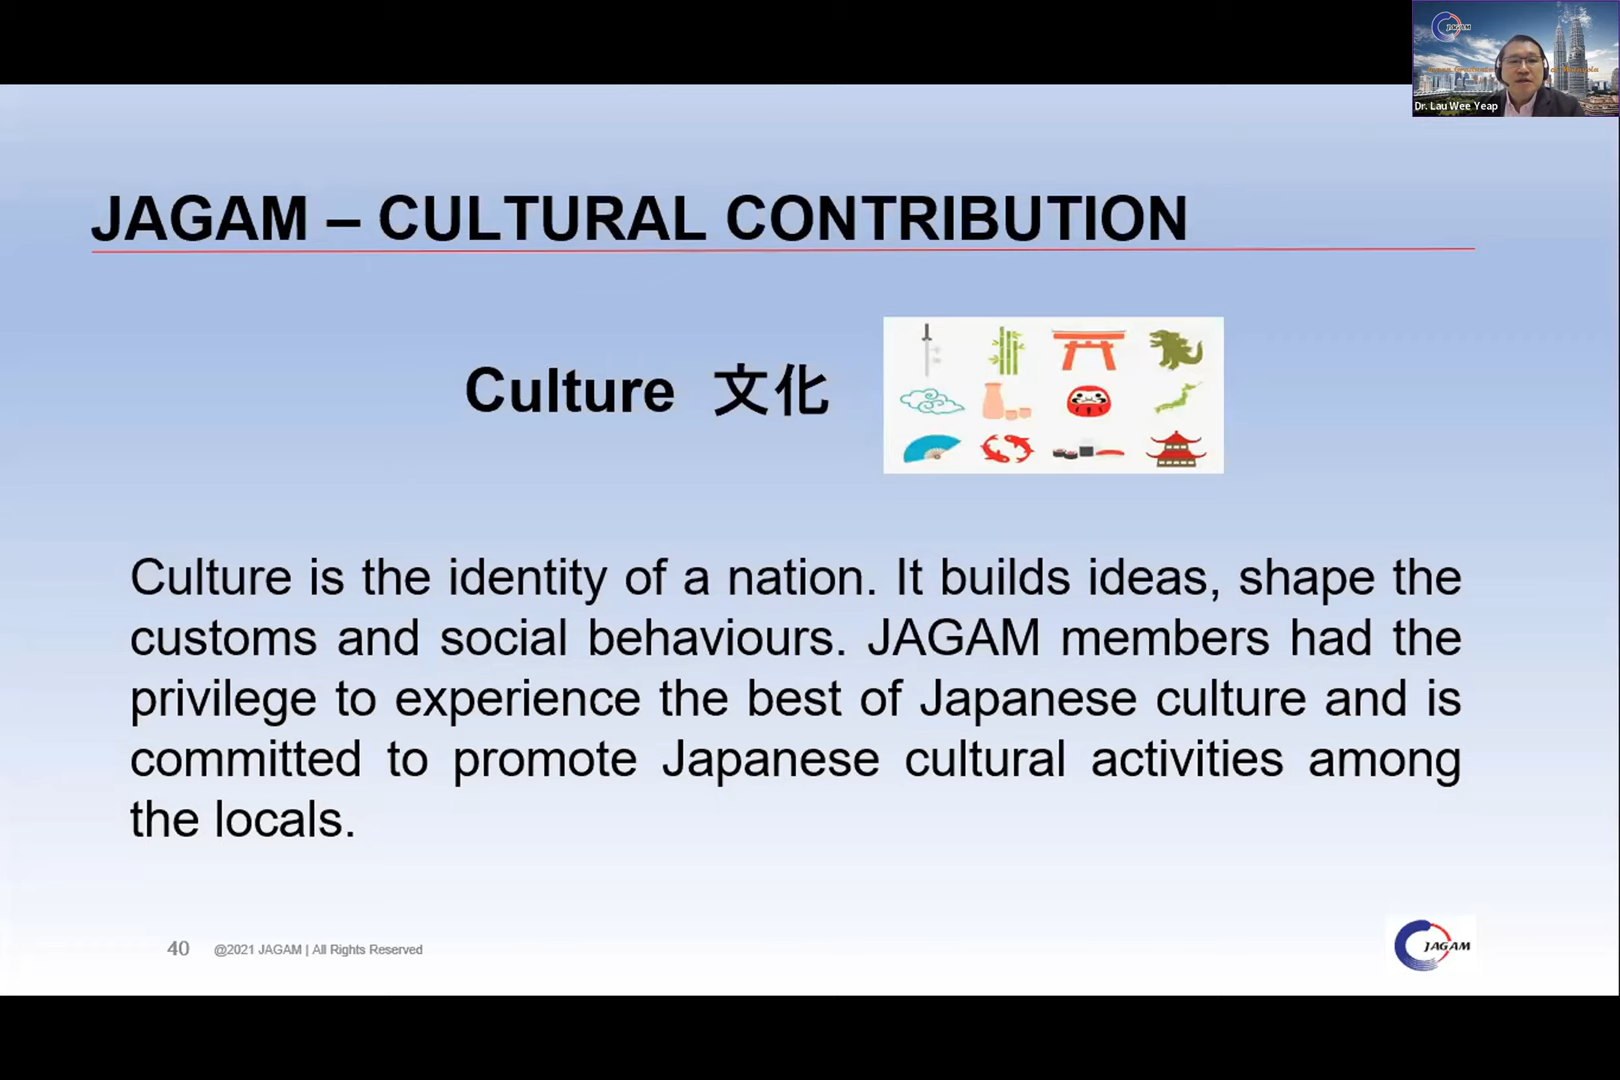 JAGAM
Dr. Lau Wee Yeap
JAGAM – CULTURAL CONTRIBUTION
Culture 文化
Culture is the identity of a nation. It builds ideas, shape the
customs and social behaviours. JAGAM members had the
privilege to experience the best of Japanese culture and is
committed to promote Japanese cultural activities among
the locals.
40 @2021 JAGAM | All Rights Reserved
JAGAM